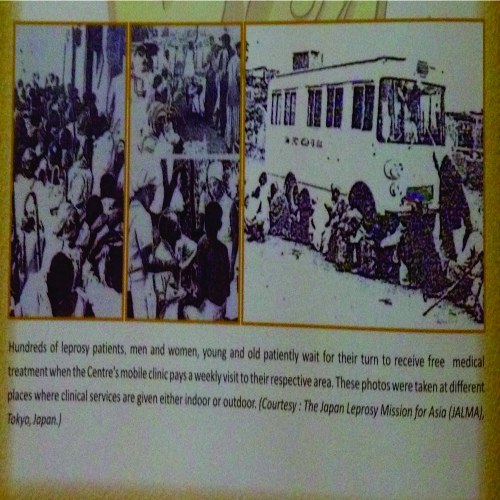 Hundreds of leprosy patients, men and women, young and old patiently wait for their turn to receive free medical
treatment when the Centre's mobile clinic pays a weekly visit to their respective area. These photos were taken at different
places where clinical services are given either indoor or outdoor. (Courtesy : The Japan Leprosy Mission for Asia (JALMA),
Tokyo, Japan.)